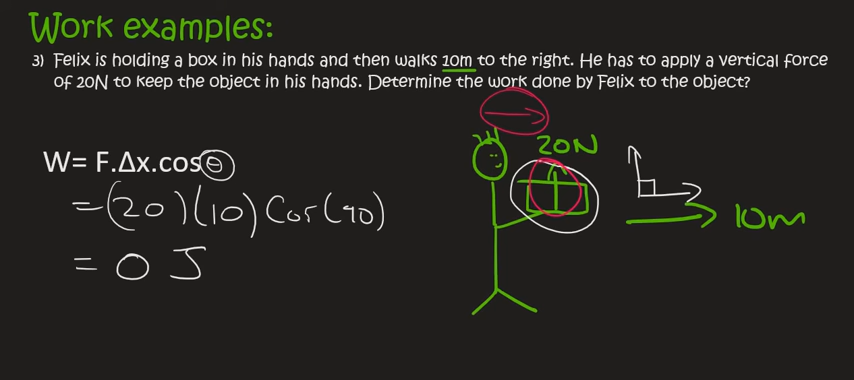 Work examples:
3) Felix is holding a box in his hands and then walks 10m to the right. He has to apply a vertical force
of 20N to keep the object in his hands. Determine the work done by Felix to the object?
W= F.Δx.cosΘ
= (20)(10) Cos(90)
= 0 J
20N
10m